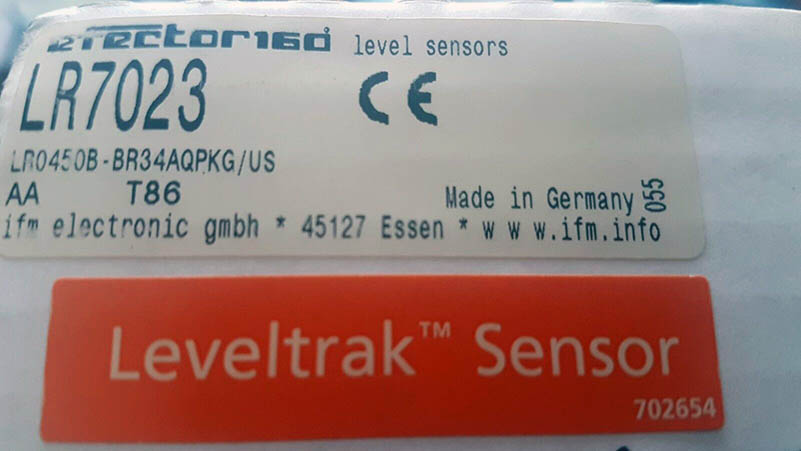 efector160 level sensors
LR7023 CE
LR0450B-BR34AQPKG/US
AA T86
Made in Germany 055
ifm electronic gmbh * 45127 Essen * www.ifm.info
Leveltrak™ Sensor
702654